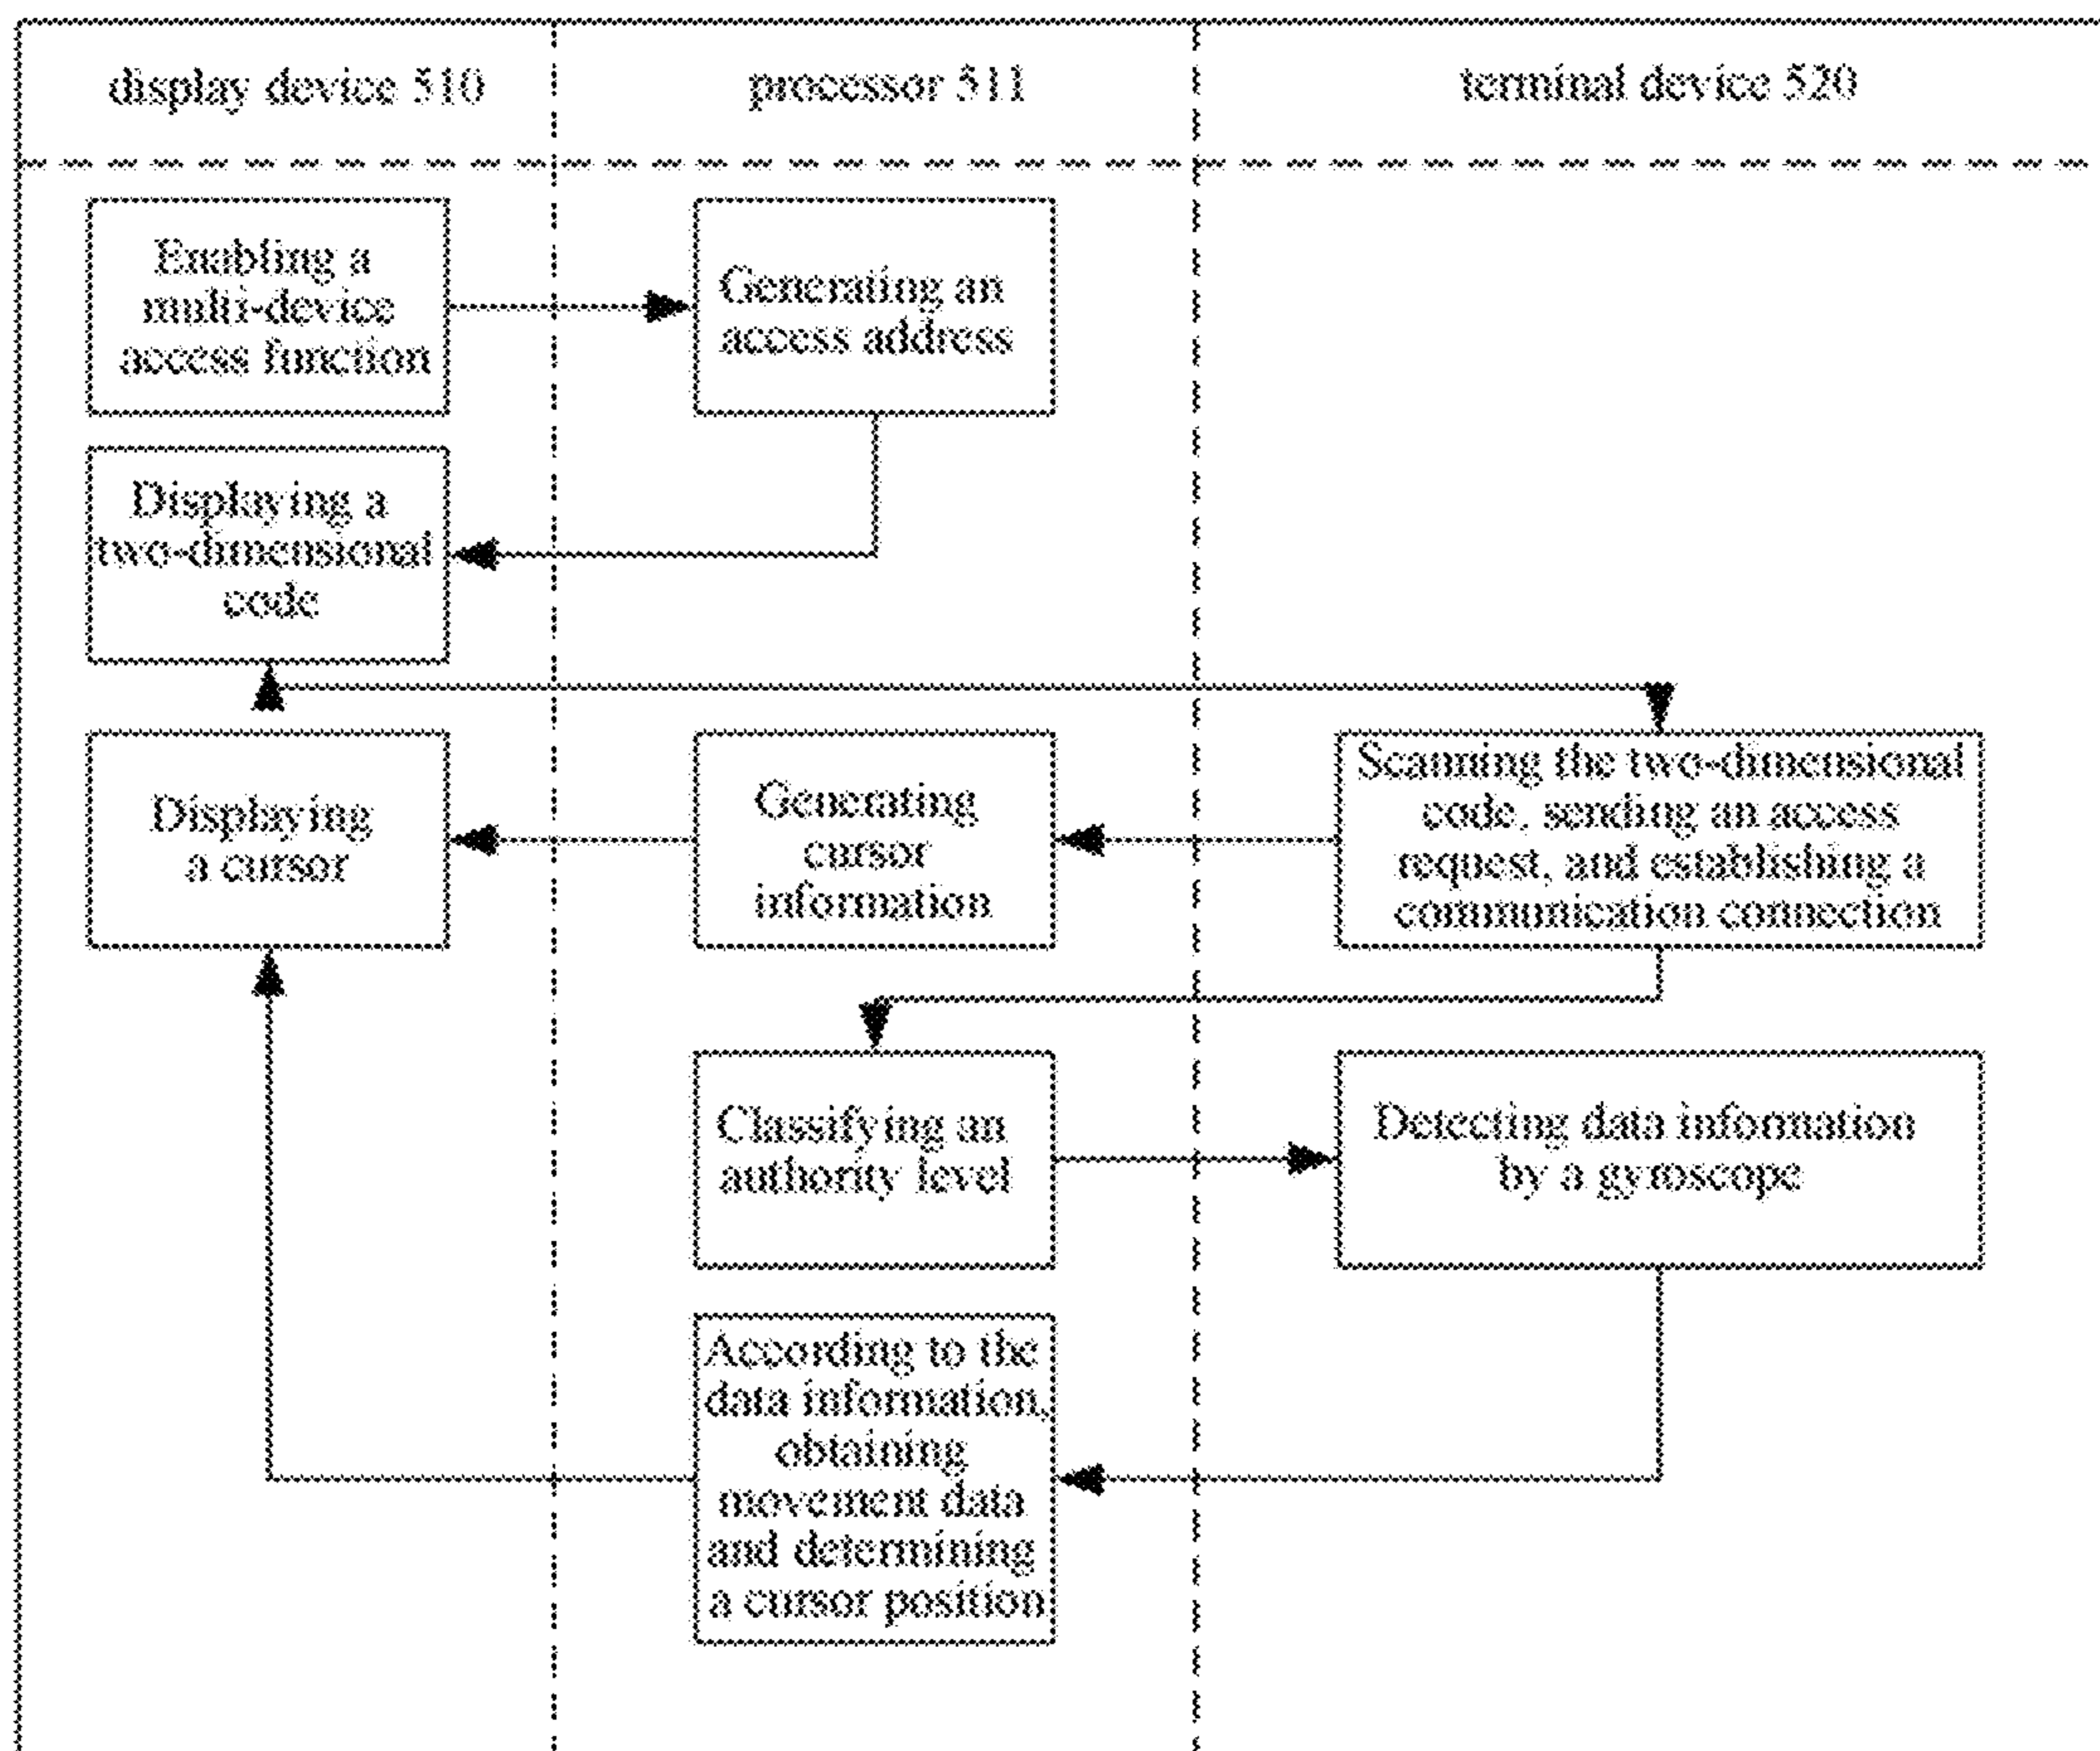 display device 510
processor 511
terminal device 520
Enabling a
multi-device
access function
Generating an
access address
Displaying a
two-dimensional
code
Displaying
a cursor
Generating
cursor
information
Scanning the two-dimensional
code, sending an access
request, and establishing a
communication connection
Classifying an
authority level
Detecting data information
by a gyroscope
According to the
data information,
obtaining
movement data
and determining
a cursor position